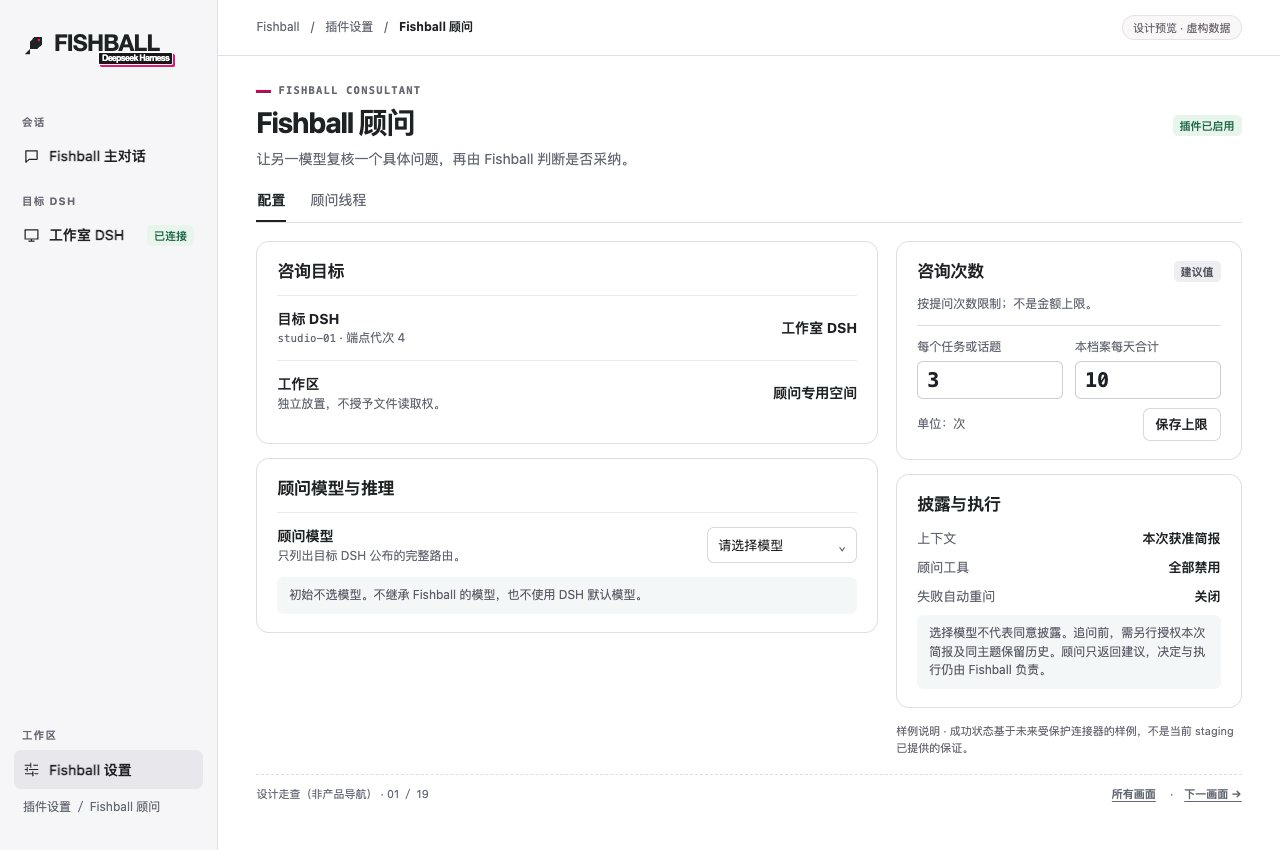 FISHBALL
Deepseek Harness
会话
Fishball 主对话
目标 DSH
工作室 DSH
已连接
工作区
Fishball 设置
插件设置 / Fishball 顾问
Fishball / 插件设置 / Fishball 顾问
设计预览 · 虚构数据
FISHBALL CONSULTANT
Fishball 顾问
插件已启用
让另一模型复核一个具体问题，再由 Fishball 判断是否采纳。
配置
顾问线程
咨询目标
目标 DSH
studio-01 · 端点代次 4
工作室 DSH
工作区
独立放置，不授予文件读取权。
顾问专用空间
顾问模型与推理
顾问模型
只列出目标 DSH 公布的完整路由。
请选择模型
初始不选模型。不继承 Fishball 的模型，也不使用 DSH 默认模型。
咨询次数
建议值
按提问次数限制；不是金额上限。
每个任务或话题
本档案每天合计
3
10
单位：次
保存上限
披露与执行
上下文
本次获准简报
顾问工具
全部禁用
失败自动重问
关闭
选择模型不代表同意披露。追问前，需另行授权本次
简报及同主题保留历史。顾问只返回建议，决定与执
行仍由 Fishball 负责。
样例说明 · 成功状态基于未来受保护连接器的样例，不是当前 staging
已提供的保证。
设计走查（非产品导航） · 01 / 19
所有画面 · 下一画面 →